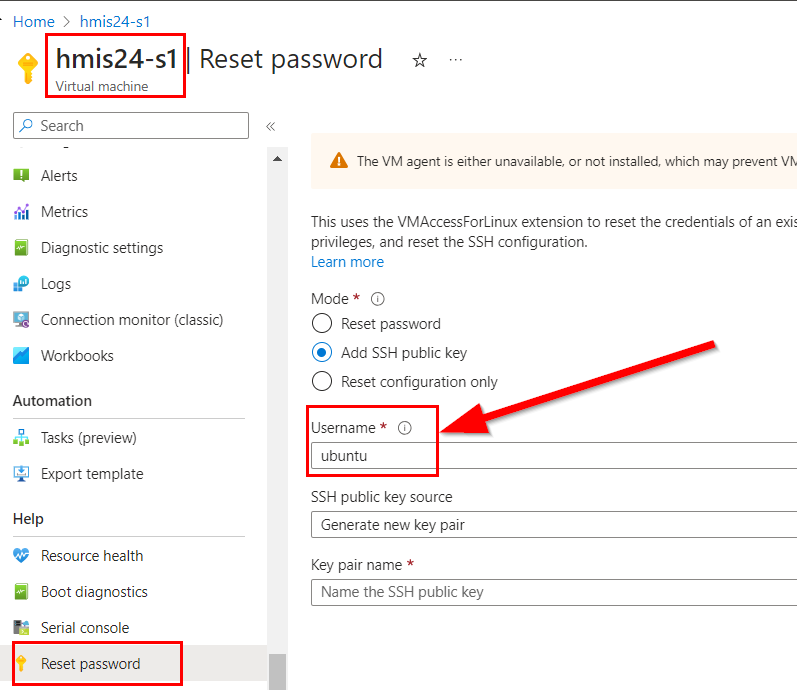 Home > hmis24-s1
hmis24-s1 | Reset password
Virtual machine
Search
Alerts
Metrics
Diagnostic settings
Logs
Connection monitor (classic)
Workbooks
Automation
Tasks (preview)
Export template
Help
Resource health
Boot diagnostics
Serial console
Reset password
The VM agent is either unavailable, or not installed, which may prevent VM
This uses the VMAccessForLinux extension to reset the credentials of an exis
privileges, and reset the SSH configuration.
Learn more
Mode *
Reset password
Add SSH public key
Reset configuration only
Username *
ubuntu
SSH public key source
Generate new key pair
Key pair name *
Name the SSH public key